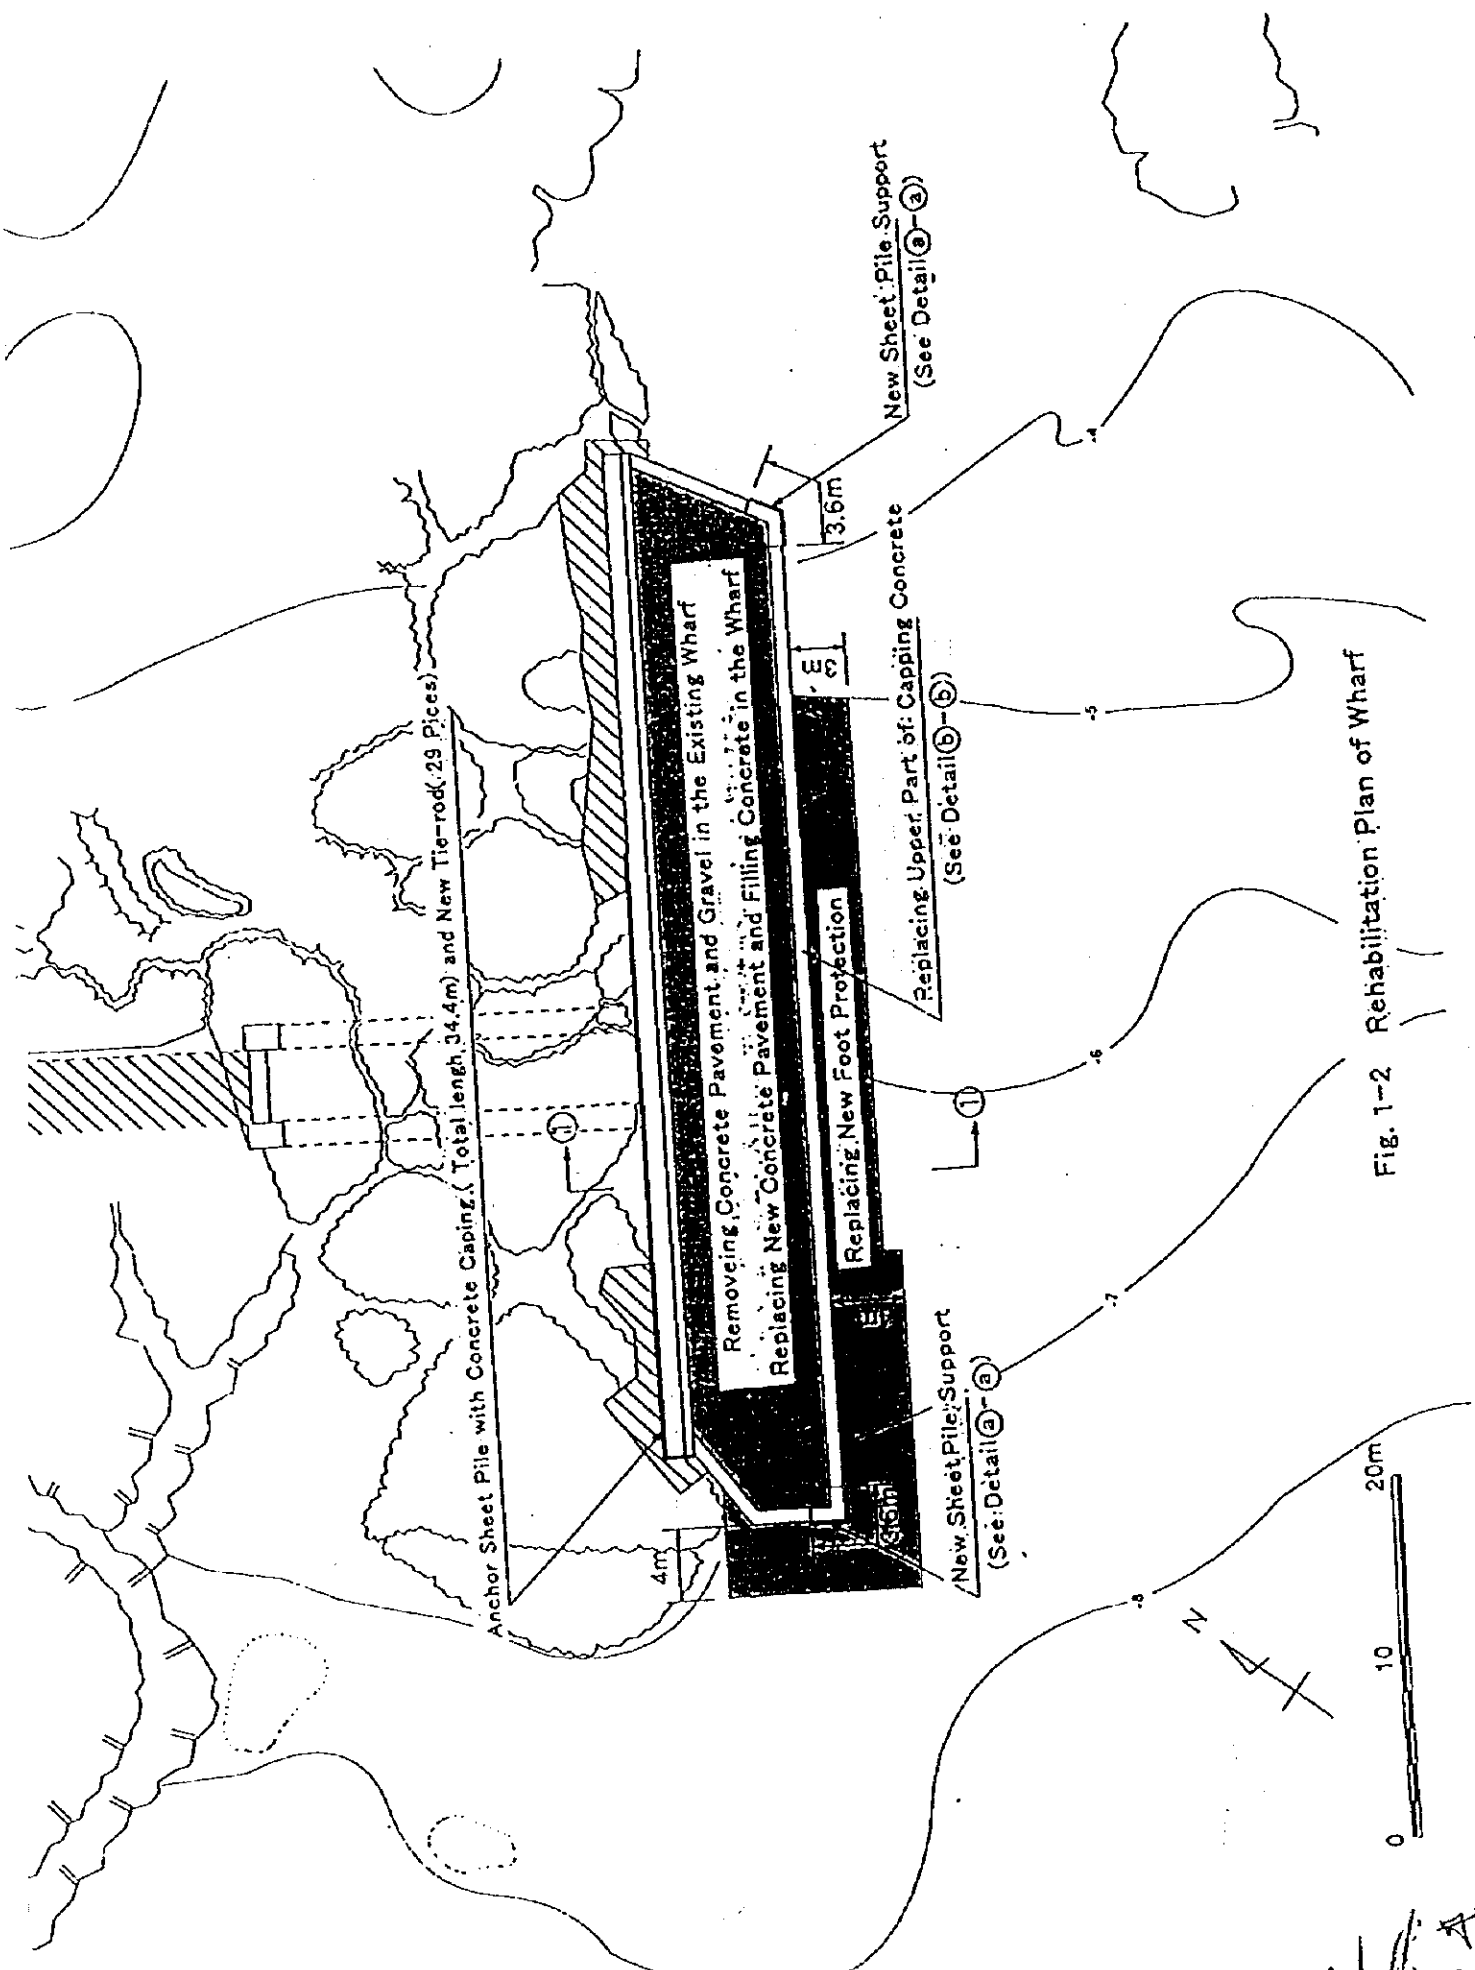 Anchor Sheet Pile with Concrete Caping. ( Total lengh 34.4m) and New Tie-rod( 29 Pices)
Removeing Concrete Pavement and Gravel in the Existing Wharf
Replacing New Concrete Pavement and Filling Concrete in the Wharf
Replacing New Foot Protection
New Sheet Pile Support
(See Detail ⓐ-ⓐ)
3.6m
3m
Replacing Upper Part of Capping Concrete
(See Detail ⓑ-ⓑ)
New Sheet Pile Support
(See Detail ⓐ-ⓐ)
3.6m
4m
①
①
-4
-5
-6
-7
-8
N
0 10 20m
Fig. 1-2 Rehabilitation Plan of Wharf